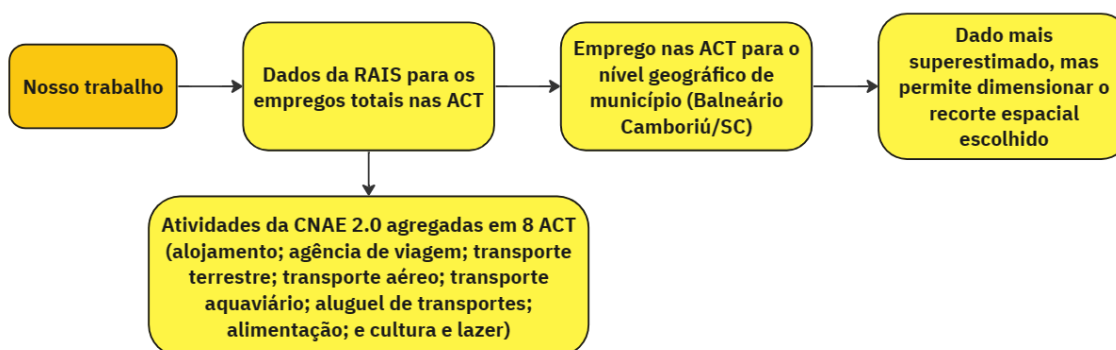 Nosso trabalho
Dados da RAIS para os
empregos totais nas ACT
Emprego nas ACT para o
nível geográfico de
município (Balneário
Camboriú/SC)
Dado mais
superestimado, mas
permite dimensionar o
recorte espacial
escolhido
Atividades da CNAE 2.0 agregadas em 8 ACT
(alojamento; agência de viagem; transporte
terrestre; transporte aéreo; transporte
aquaviário; aluguel de transportes;
alimentação; e cultura e lazer)